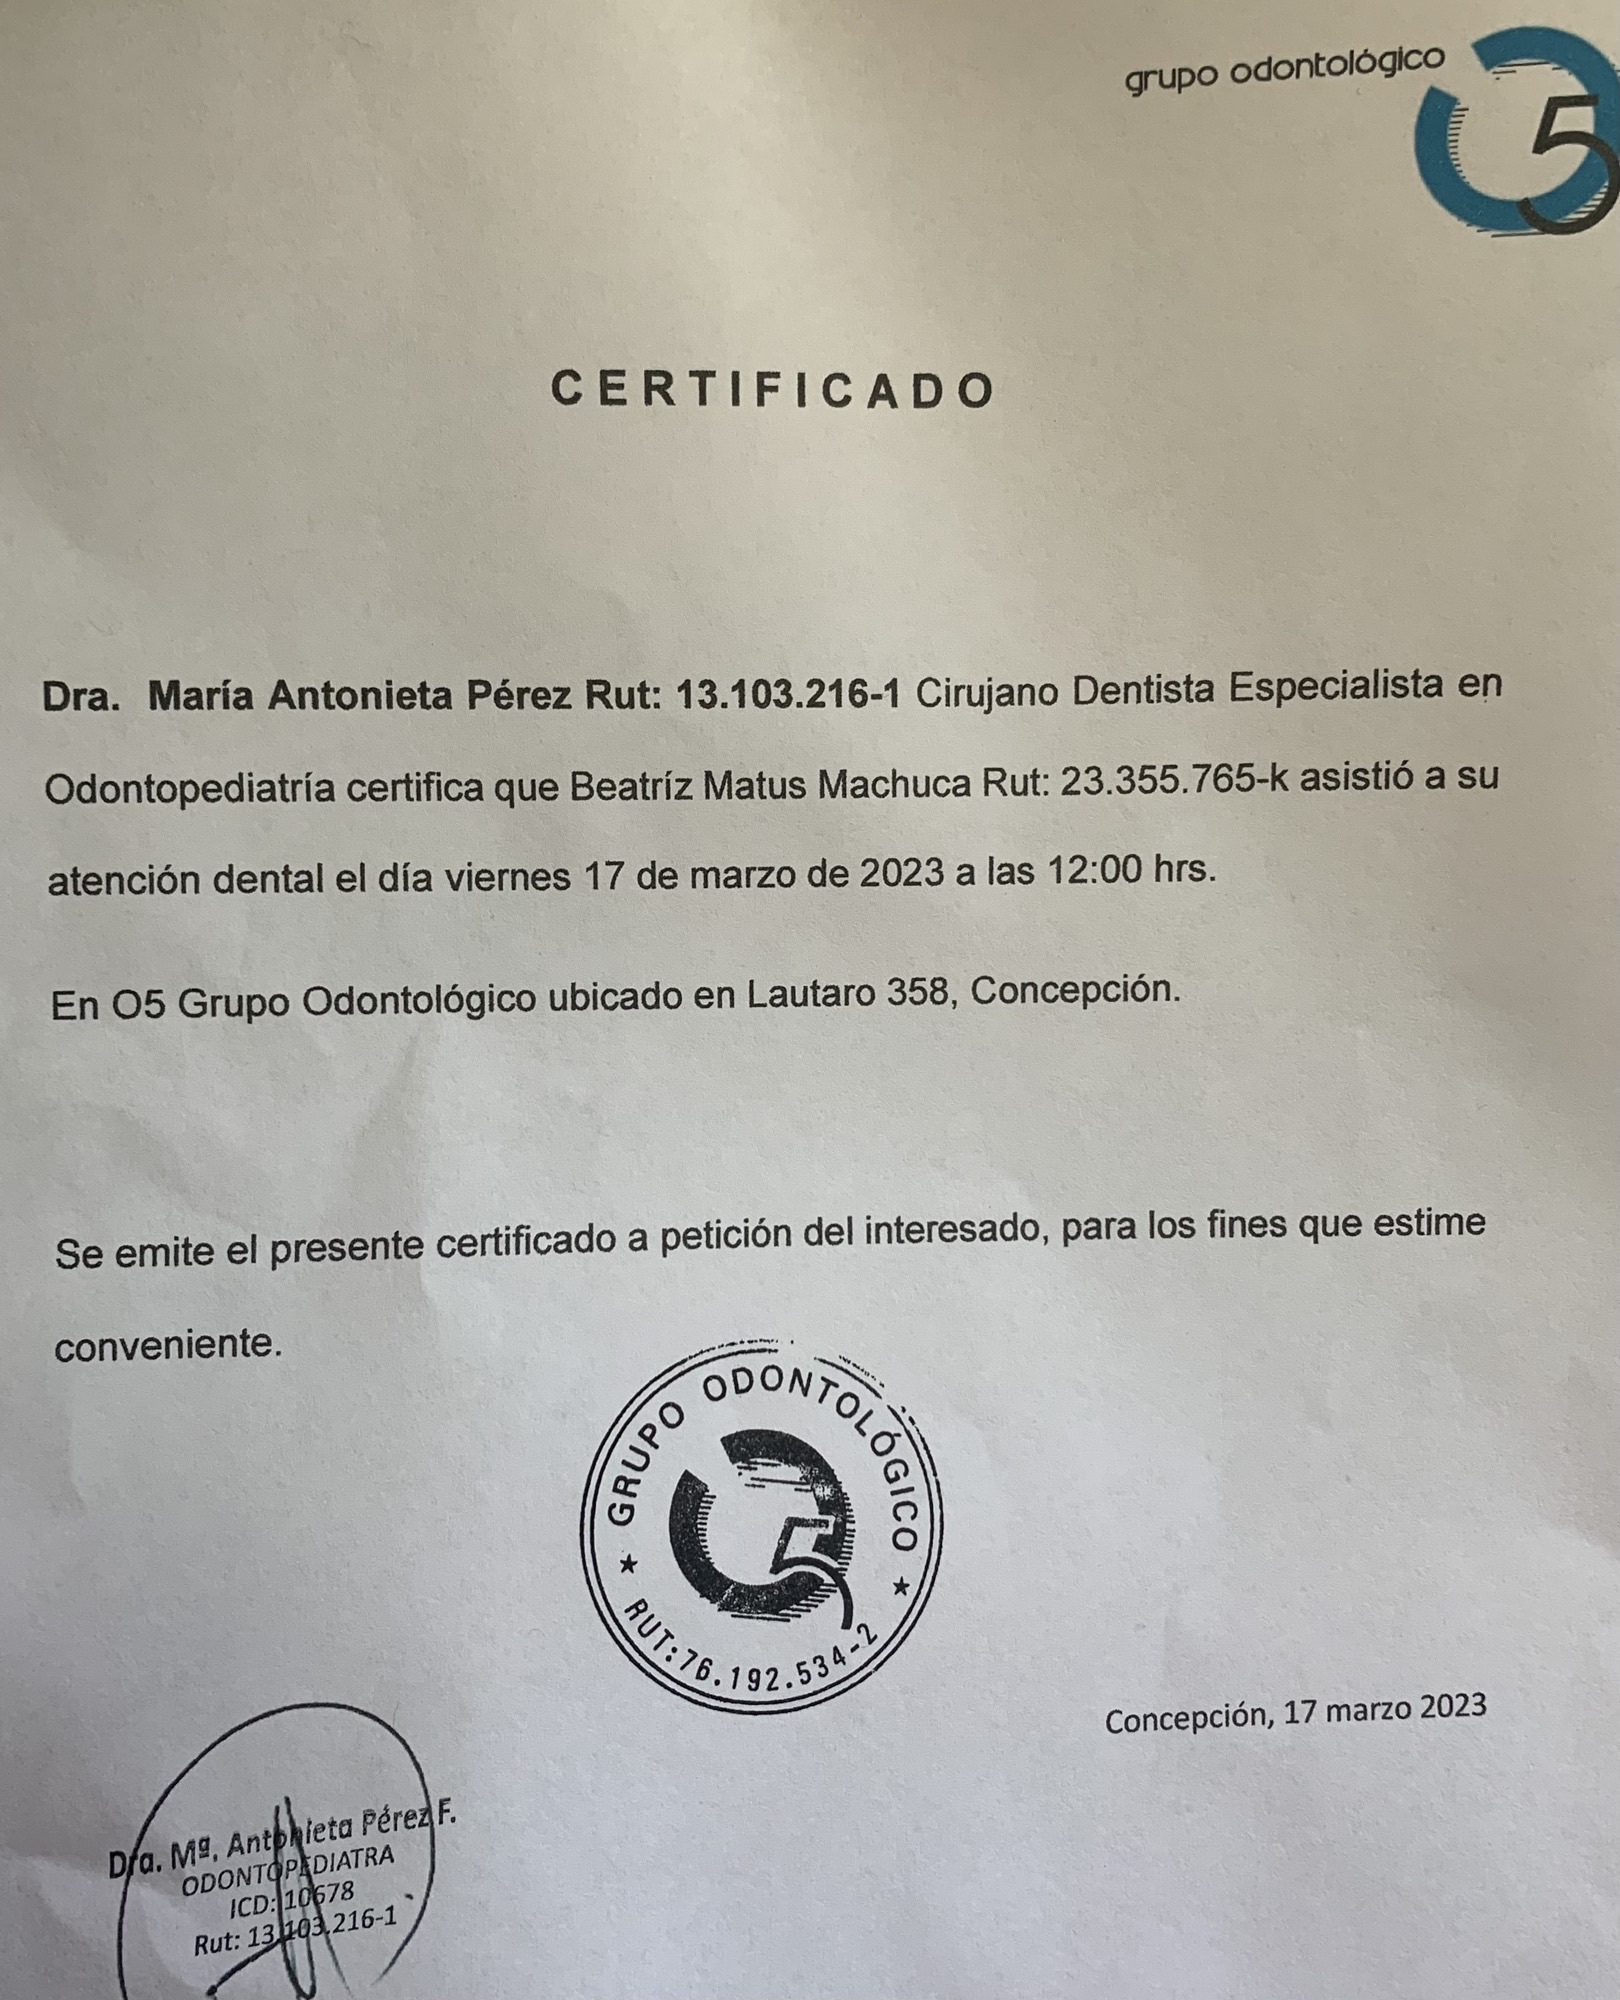 grupo odontológico
O5
CERTIFICADO
Dra. María Antonieta Pérez Rut: 13.103.216-1 Cirujano Dentista Especialista en
Odontopediatría certifica que Beatríz Matus Machuca Rut: 23.355.765-k asistió a su
atención dental el día viernes 17 de marzo de 2023 a las 12:00 hrs.
En O5 Grupo Odontológico ubicado en Lautaro 358, Concepción.
Se emite el presente certificado a petición del interesado, para los fines que estime
conveniente.
GRUPO ODONTOLÓGICO
O5
★ RUT:76.192.534-2 ★
Concepción, 17 marzo 2023
Dra. Mª. Antonieta Pérez F.
ODONTOPEDIATRA
ICD: 10678
Rut: 13.103.216-1